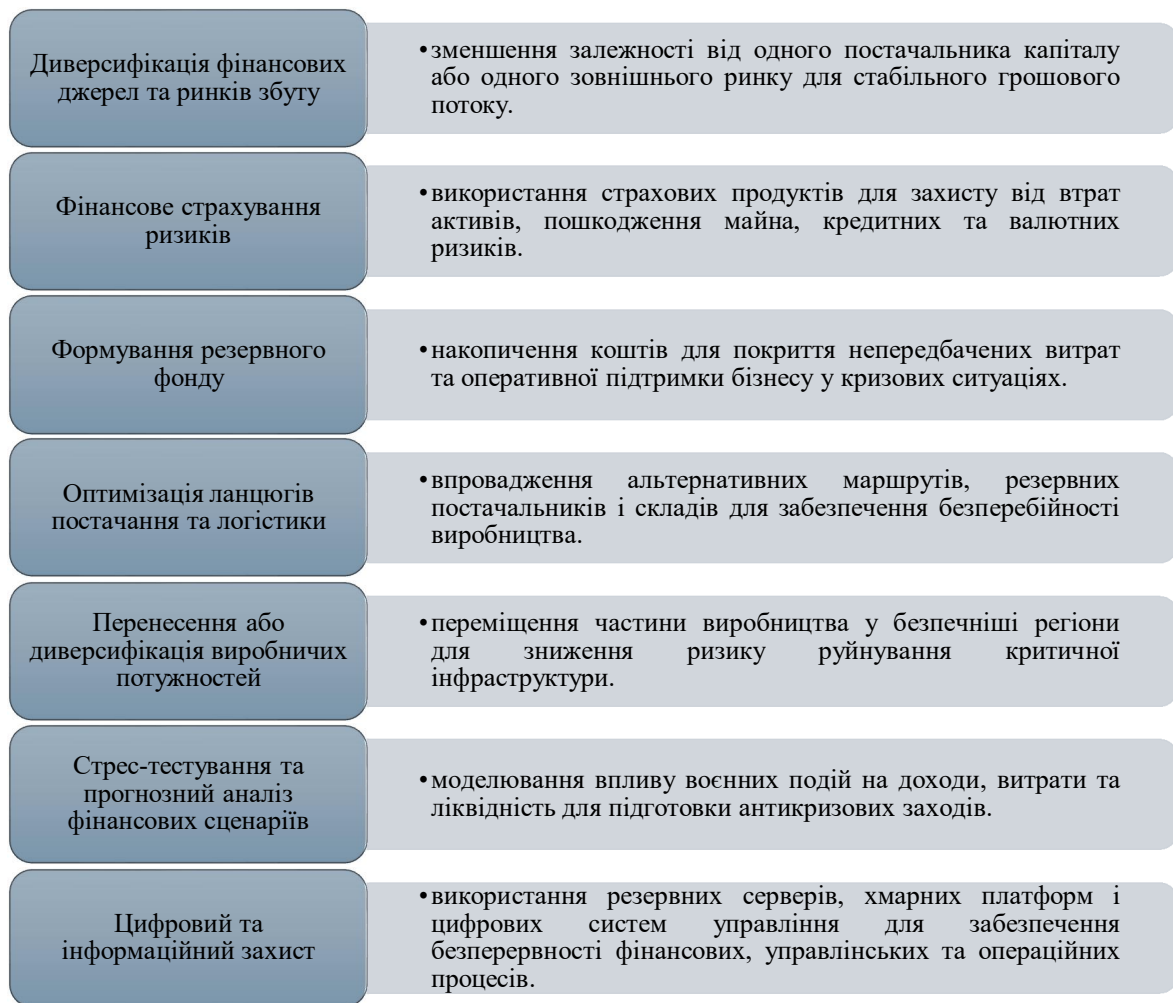 Диверсифікація фінансових
джерел та ринків збуту
•зменшення залежності від одного постачальника капіталу
або одного зовнішнього ринку для стабільного грошового
потоку.
Фінансове страхування
ризиків
•використання страхових продуктів для захисту від втрат
активів, пошкодження майна, кредитних та валютних
ризиків.
Формування резервного
фонду
•накопичення коштів для покриття непередбачених витрат
та оперативної підтримки бізнесу у кризових ситуаціях.
Оптимізація ланцюгів
постачання та логістики
•впровадження альтернативних маршрутів, резервних
постачальників і складів для забезпечення безперебійності
виробництва.
Перенесення або
диверсифікація виробничих
потужностей
•переміщення частини виробництва у безпечніші регіони
для зниження ризику руйнування критичної
інфраструктури.
Стрес-тестування та
прогнозний аналіз
фінансових сценаріїв
•моделювання впливу воєнних подій на доходи, витрати та
ліквідність для підготовки антикризових заходів.
Цифровий та
інформаційний захист
•використання резервних серверів, хмарних платформ і
цифрових систем управління для забезпечення
безперервності фінансових, управлінських та операційних
процесів.